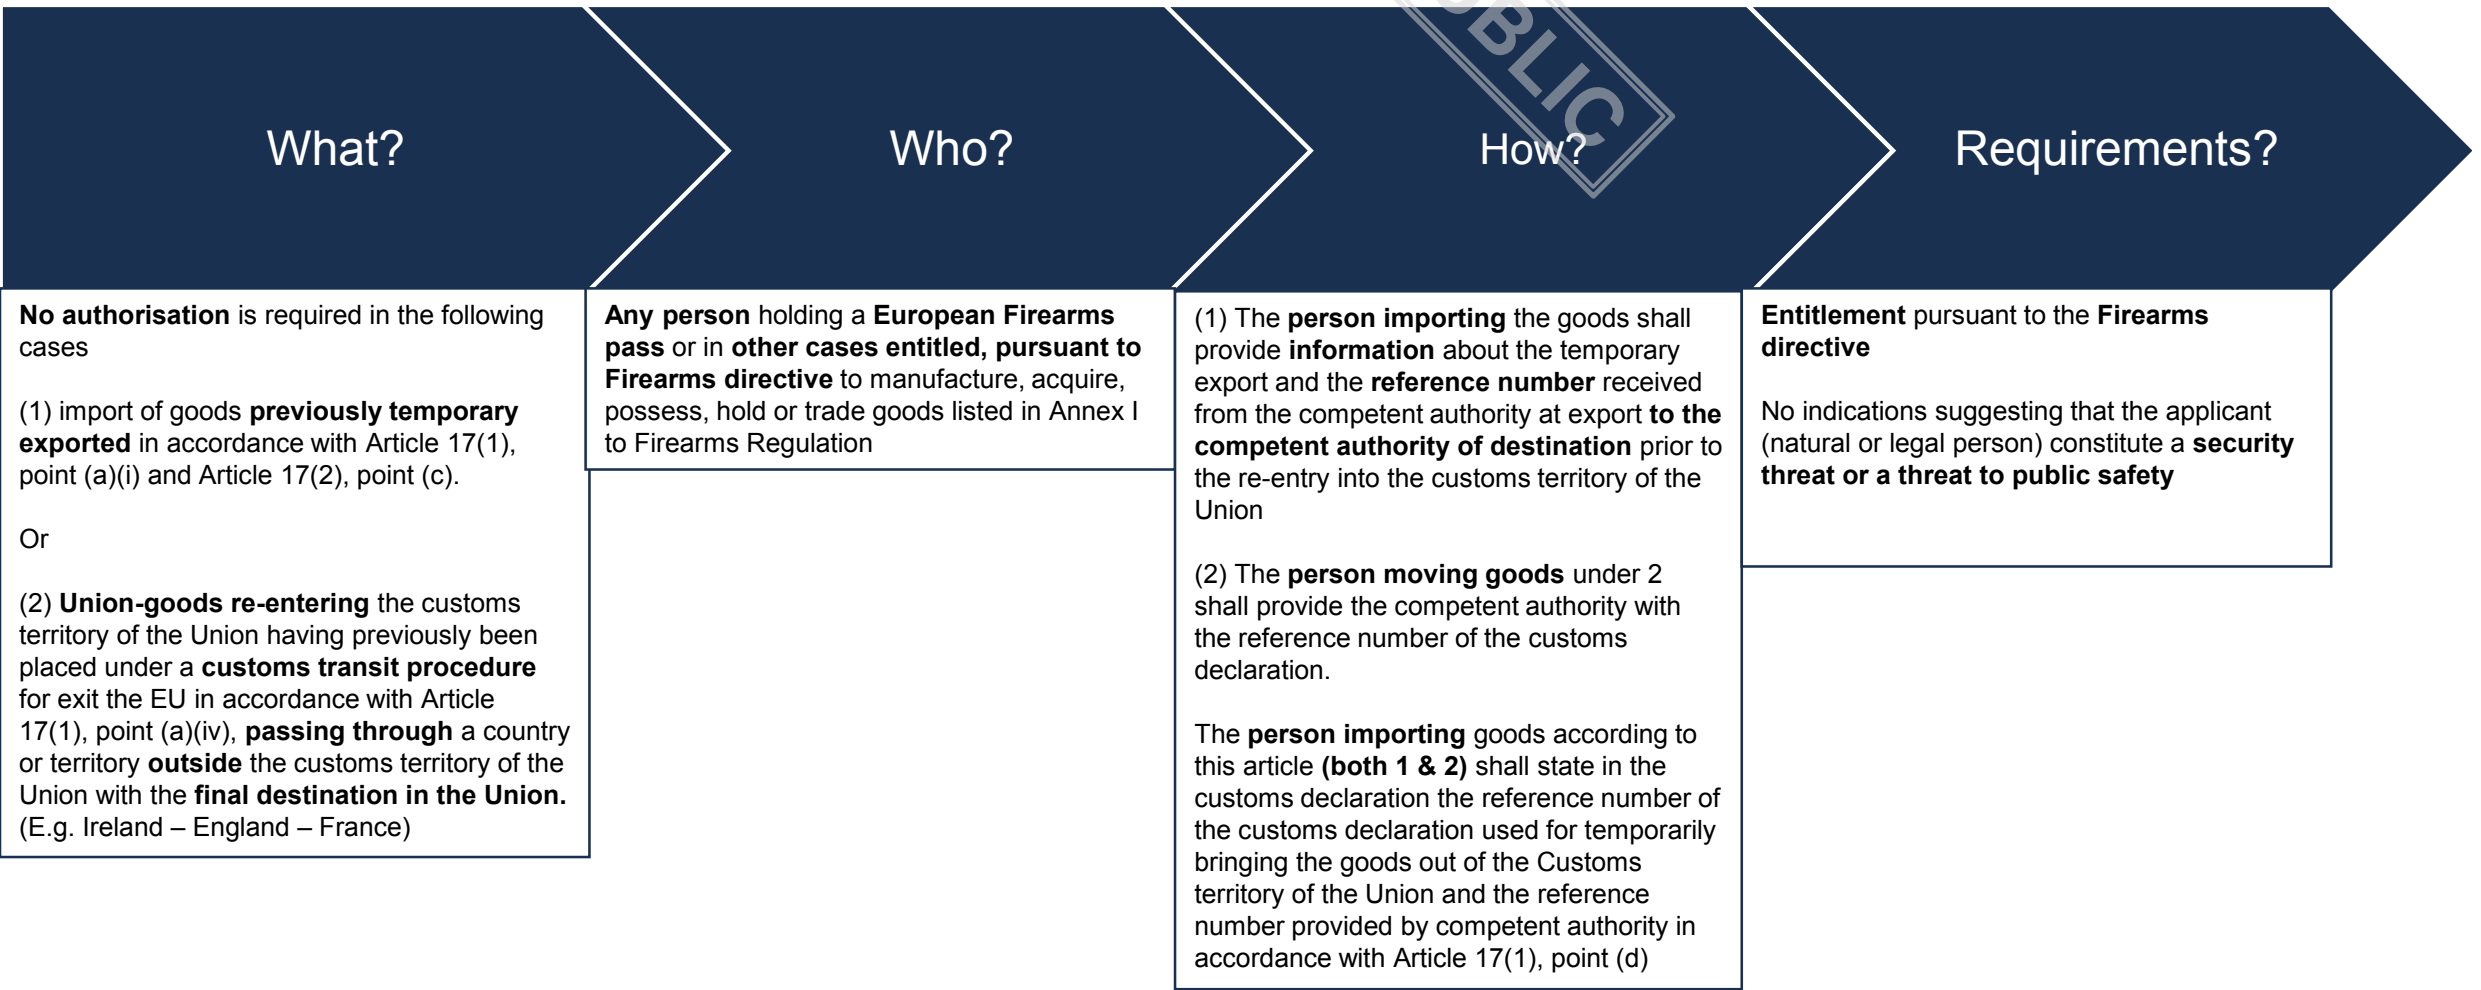 What?
Who?
How?
Requirements?
No authorisation is required in the following
cases
(1) import of goods previously temporary
exported in accordance with Article 17(1),
point (a)(i) and Article 17(2), point (c).
Or
(2) Union-goods re-entering the customs
territory of the Union having previously been
placed under a customs transit procedure
for exit the EU in accordance with Article
17(1), point (a)(iv), passing through a country
or territory outside the customs territory of the
Union with the final destination in the Union.
(E.g. Ireland – England – France)
Any person holding a European Firearms
pass or in other cases entitled, pursuant to
Firearms directive to manufacture, acquire,
possess, hold or trade goods listed in Annex I
to Firearms Regulation
(1) The person importing the goods shall
provide information about the temporary
export and the reference number received
from the competent authority at export to the
competent authority of destination prior to
the re-entry into the customs territory of the
Union
(2) The person moving goods under 2
shall provide the competent authority with
the reference number of the customs
declaration.
The person importing goods according to
this article (both 1 & 2) shall state in the
customs declaration the reference number of
the customs declaration used for temporarily
bringing the goods out of the Customs
territory of the Union and the reference
number provided by competent authority in
accordance with Article 17(1), point (d)
Entitlement pursuant to the Firearms
directive
No indications suggesting that the applicant
(natural or legal person) constitute a security
threat or a threat to public safety